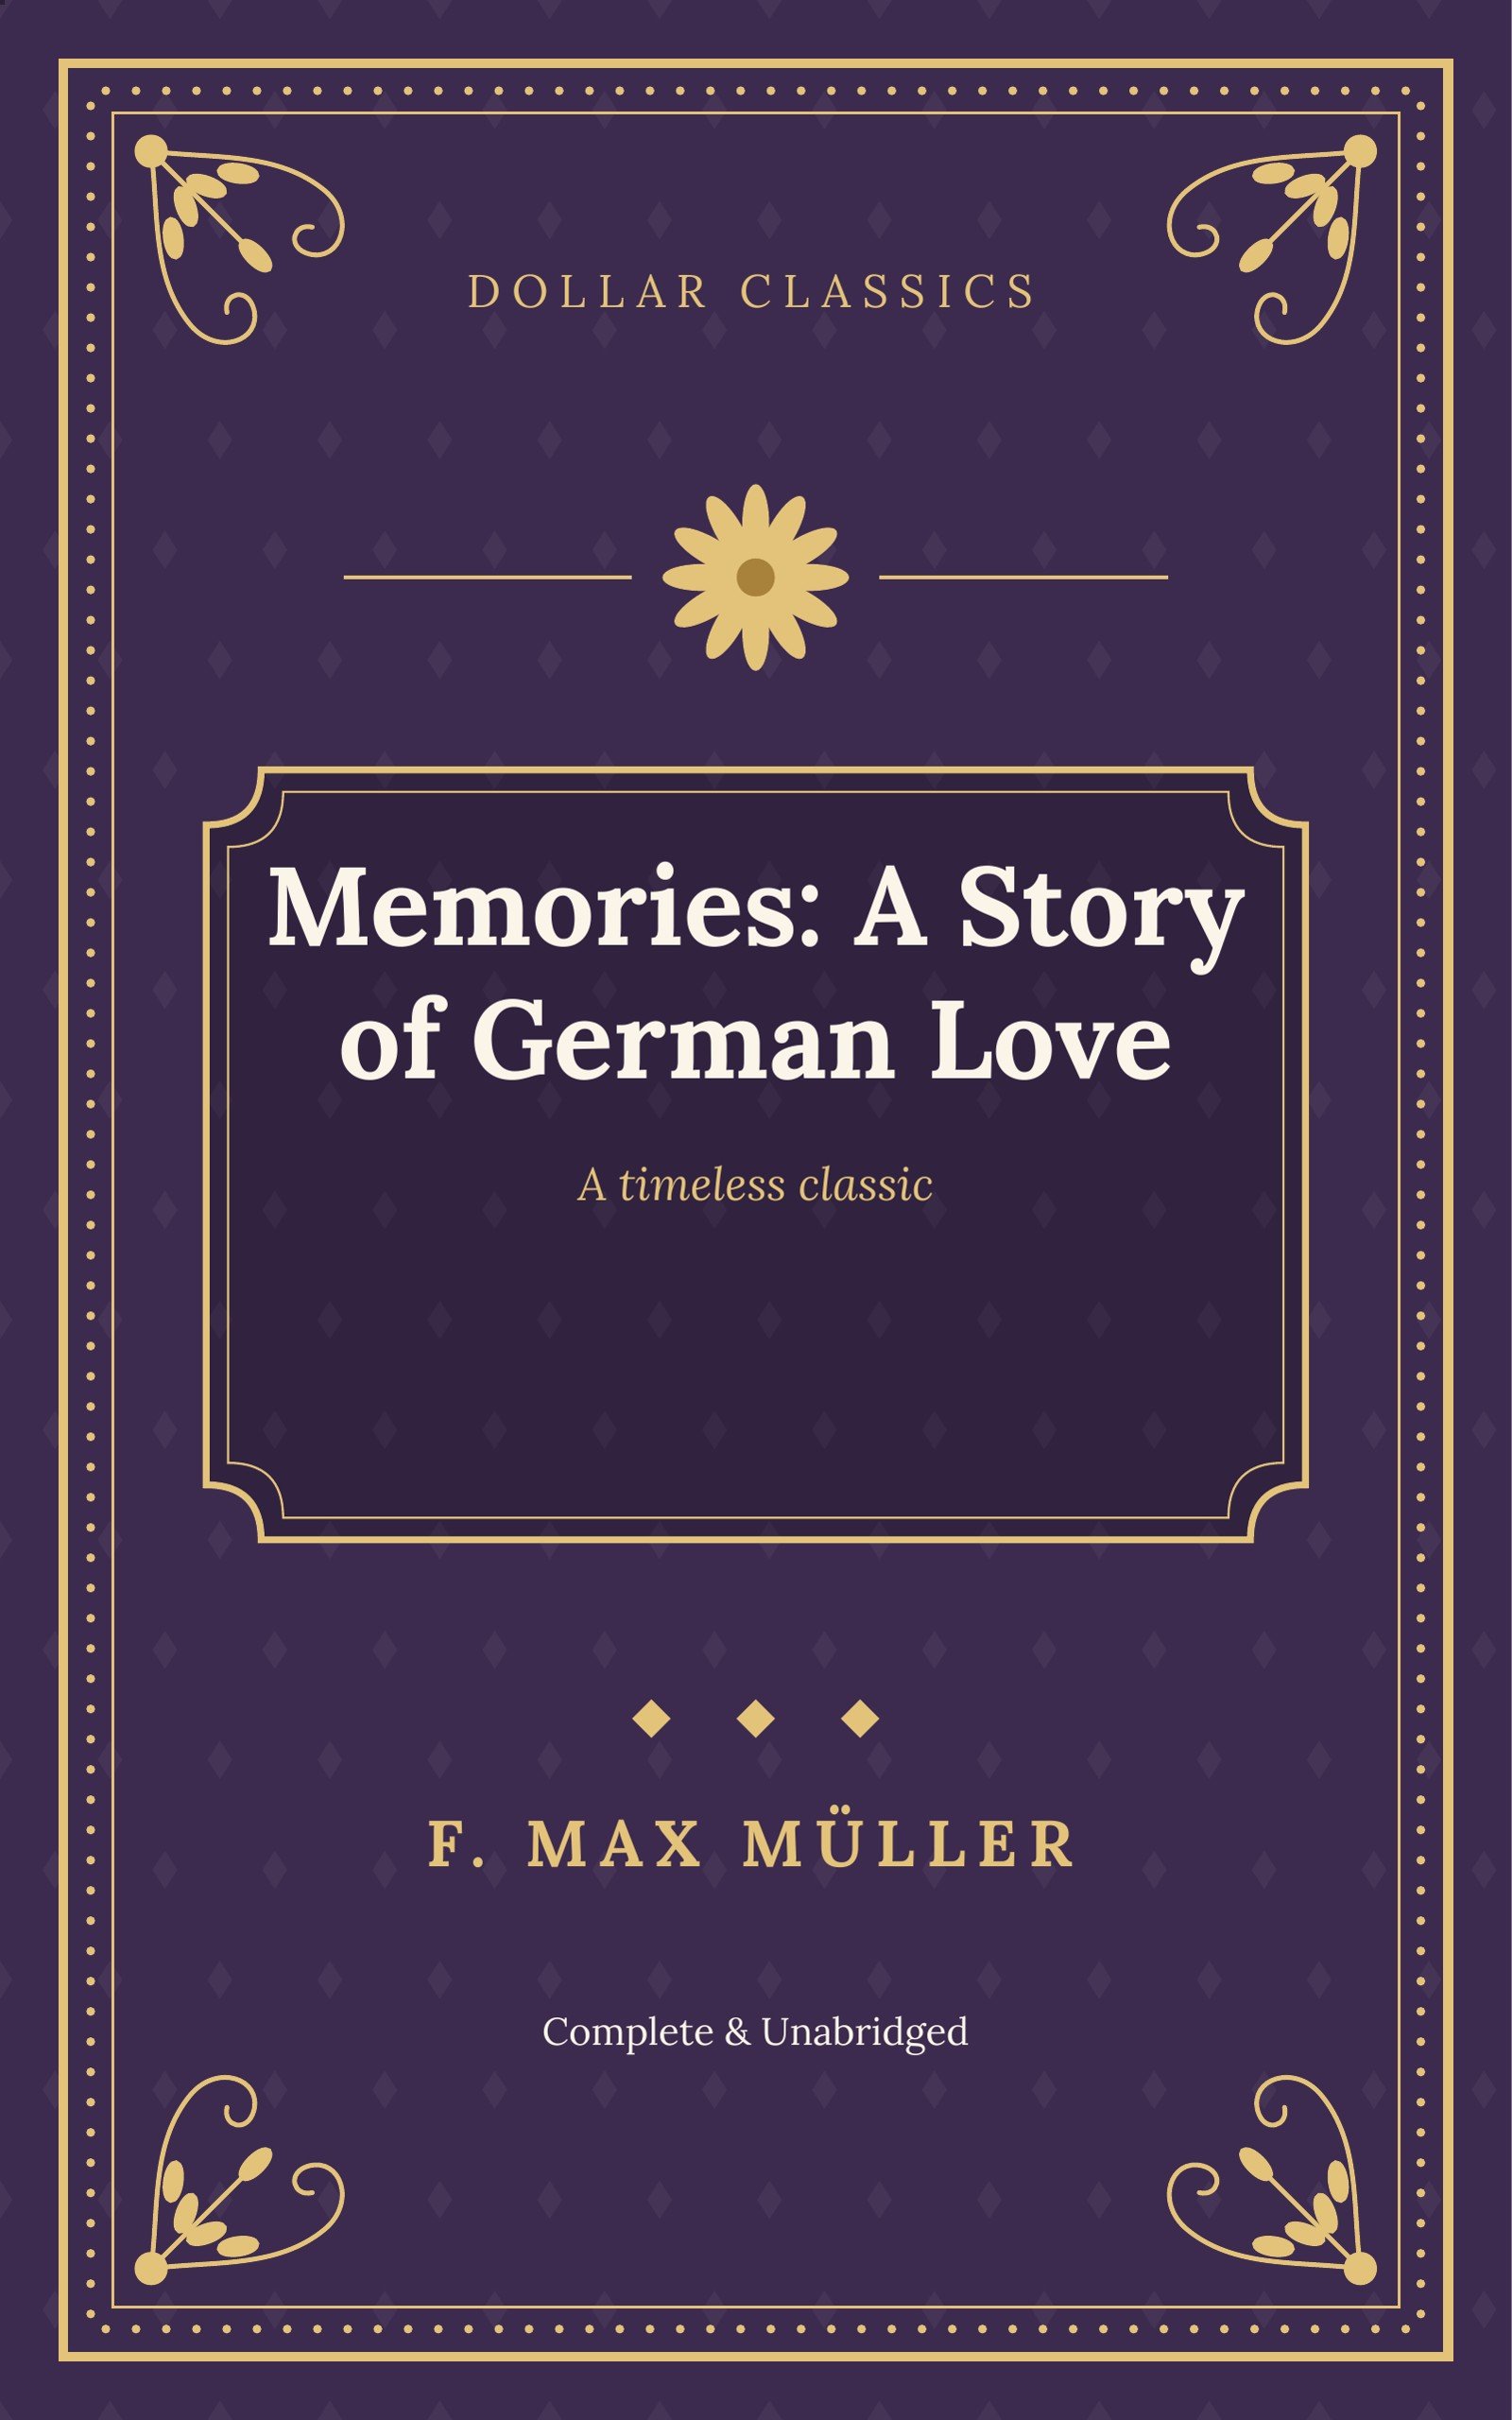 DOLLAR CLASSICS
Memories: A Story
of German Love
A timeless classic
F. MAX MÜLLER
Complete & Unabridged